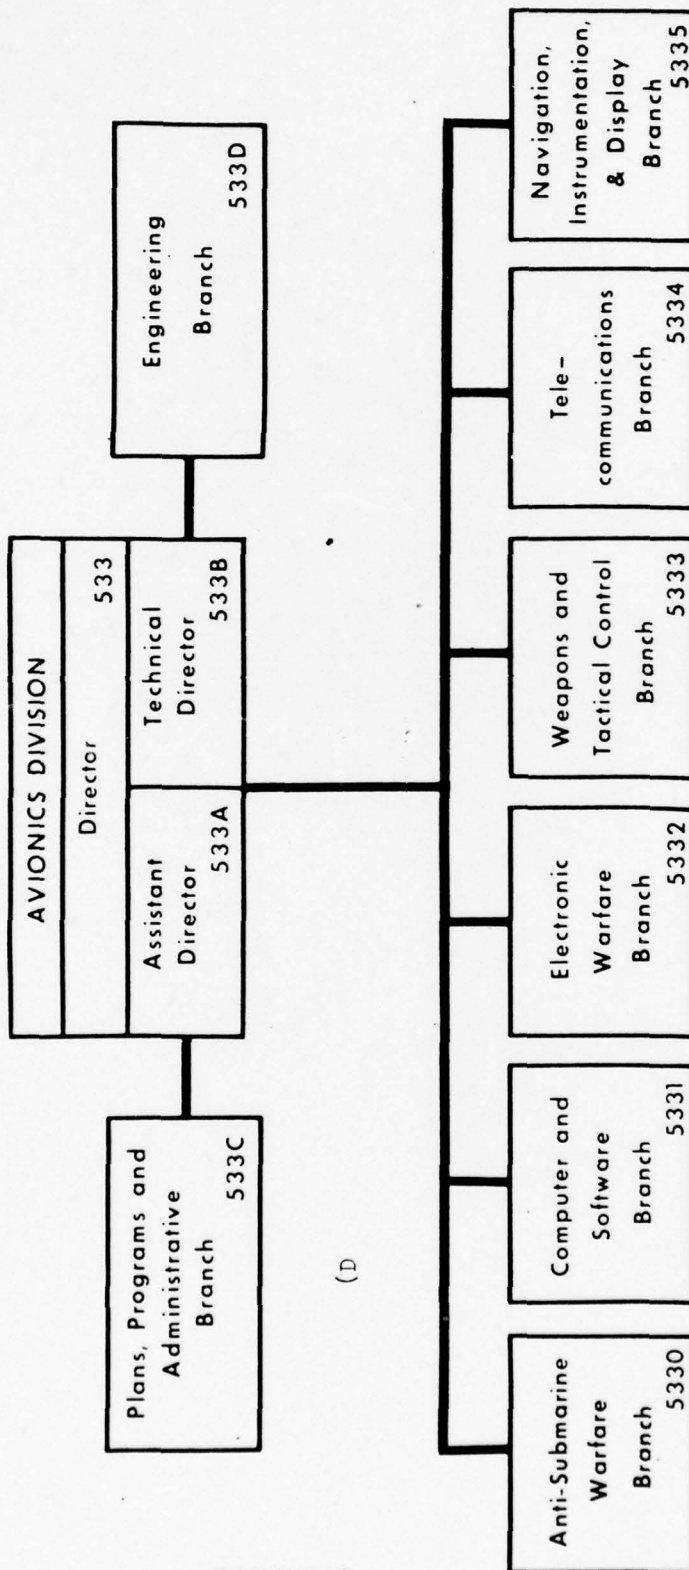 AVIONICS DIVISION
Director
533
Assistant
Director
533A
Technical
Director
533B
Plans, Programs and
Administrative
Branch
533C
Engineering
Branch
533D
(D
Anti-Submarine
Warfare
Branch
5330
Computer and
Software
Branch
5331
Electronic
Warfare
Branch
5332
Weapons and
Tactical Control
Branch
5333
Tele-
communications
Branch
5334
Navigation,
Instrumentation,
& Display
Branch
5335